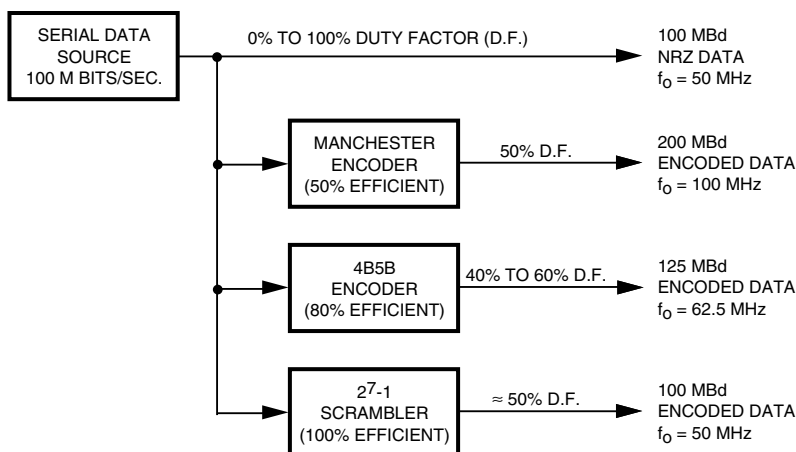 SERIAL DATA
SOURCE
100 M BITS/SEC.
0% TO 100% DUTY FACTOR (D.F.)
100 MBd
NRZ DATA
fo = 50 MHz
MANCHESTER
ENCODER
(50% EFFICIENT)
50% D.F.
200 MBd
ENCODED DATA
fo = 100 MHz
4B5B
ENCODER
(80% EFFICIENT)
40% TO 60% D.F.
125 MBd
ENCODED DATA
fo = 62.5 MHz
2⁷-1
SCRAMBLER
(100% EFFICIENT)
≈ 50% D.F.
100 MBd
ENCODED DATA
fo = 50 MHz